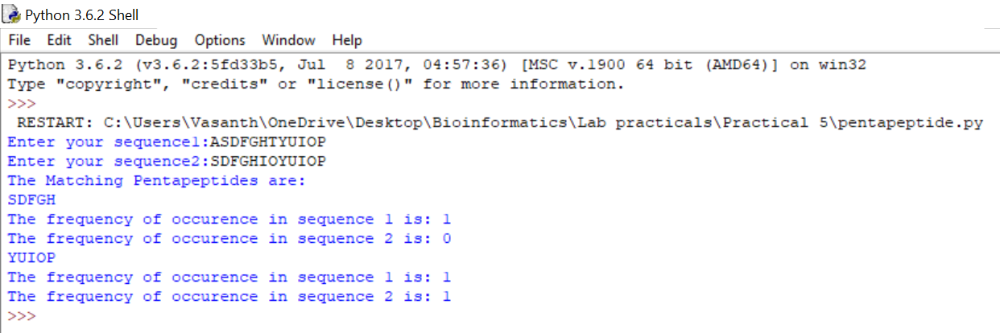 Python 3.6.2 Shell
File Edit Shell Debug Options Window Help
Python 3.6.2 (v3.6.2:5fd33b5, Jul  8 2017, 04:57:36) [MSC v.1900 64 bit (AMD64)] on win32
Type "copyright", "credits" or "license()" for more information.
>>>
 RESTART: C:\Users\Vasanth\OneDrive\Desktop\Bioinformatics\Lab practicals\Practical 5\pentapeptide.py
Enter your sequence1:ASDFGHTYUIOP
Enter your sequence2:SDFGHIOYUIOP
The Matching Pentapeptides are:
SDFGH
The frequency of occurence in sequence 1 is: 1
The frequency of occurence in sequence 2 is: 0
YUIOP
The frequency of occurence in sequence 1 is: 1
The frequency of occurence in sequence 2 is: 1
>>>